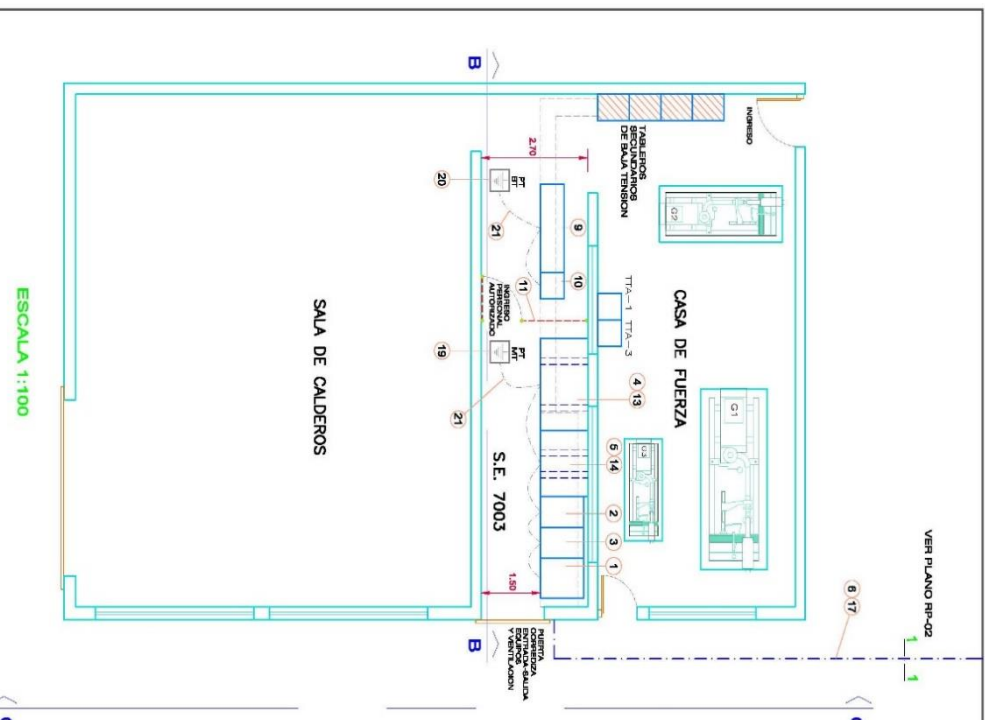 VER PLANO RP-02
1
1
6 17
INGRESO
G2
G1
CASA DE FUERZA
G3
TABLEROS
SECUNDARIOS
DE BAJA TENSION
TTA-1 TTA-3
4 13
5 14
2
3
1
9
10
11
2.70
1.50
PUERTA
CORREDIZA
ENTRADA-SALIDA
EQUIPOS
Y VENTILACION
PT
BT
21
INGRESO
PERSONAL
AUTORIZADO
PT
MT
21
S.E. 7003
B
B
20
19
SALA DE CALDEROS
ESCALA 1:100